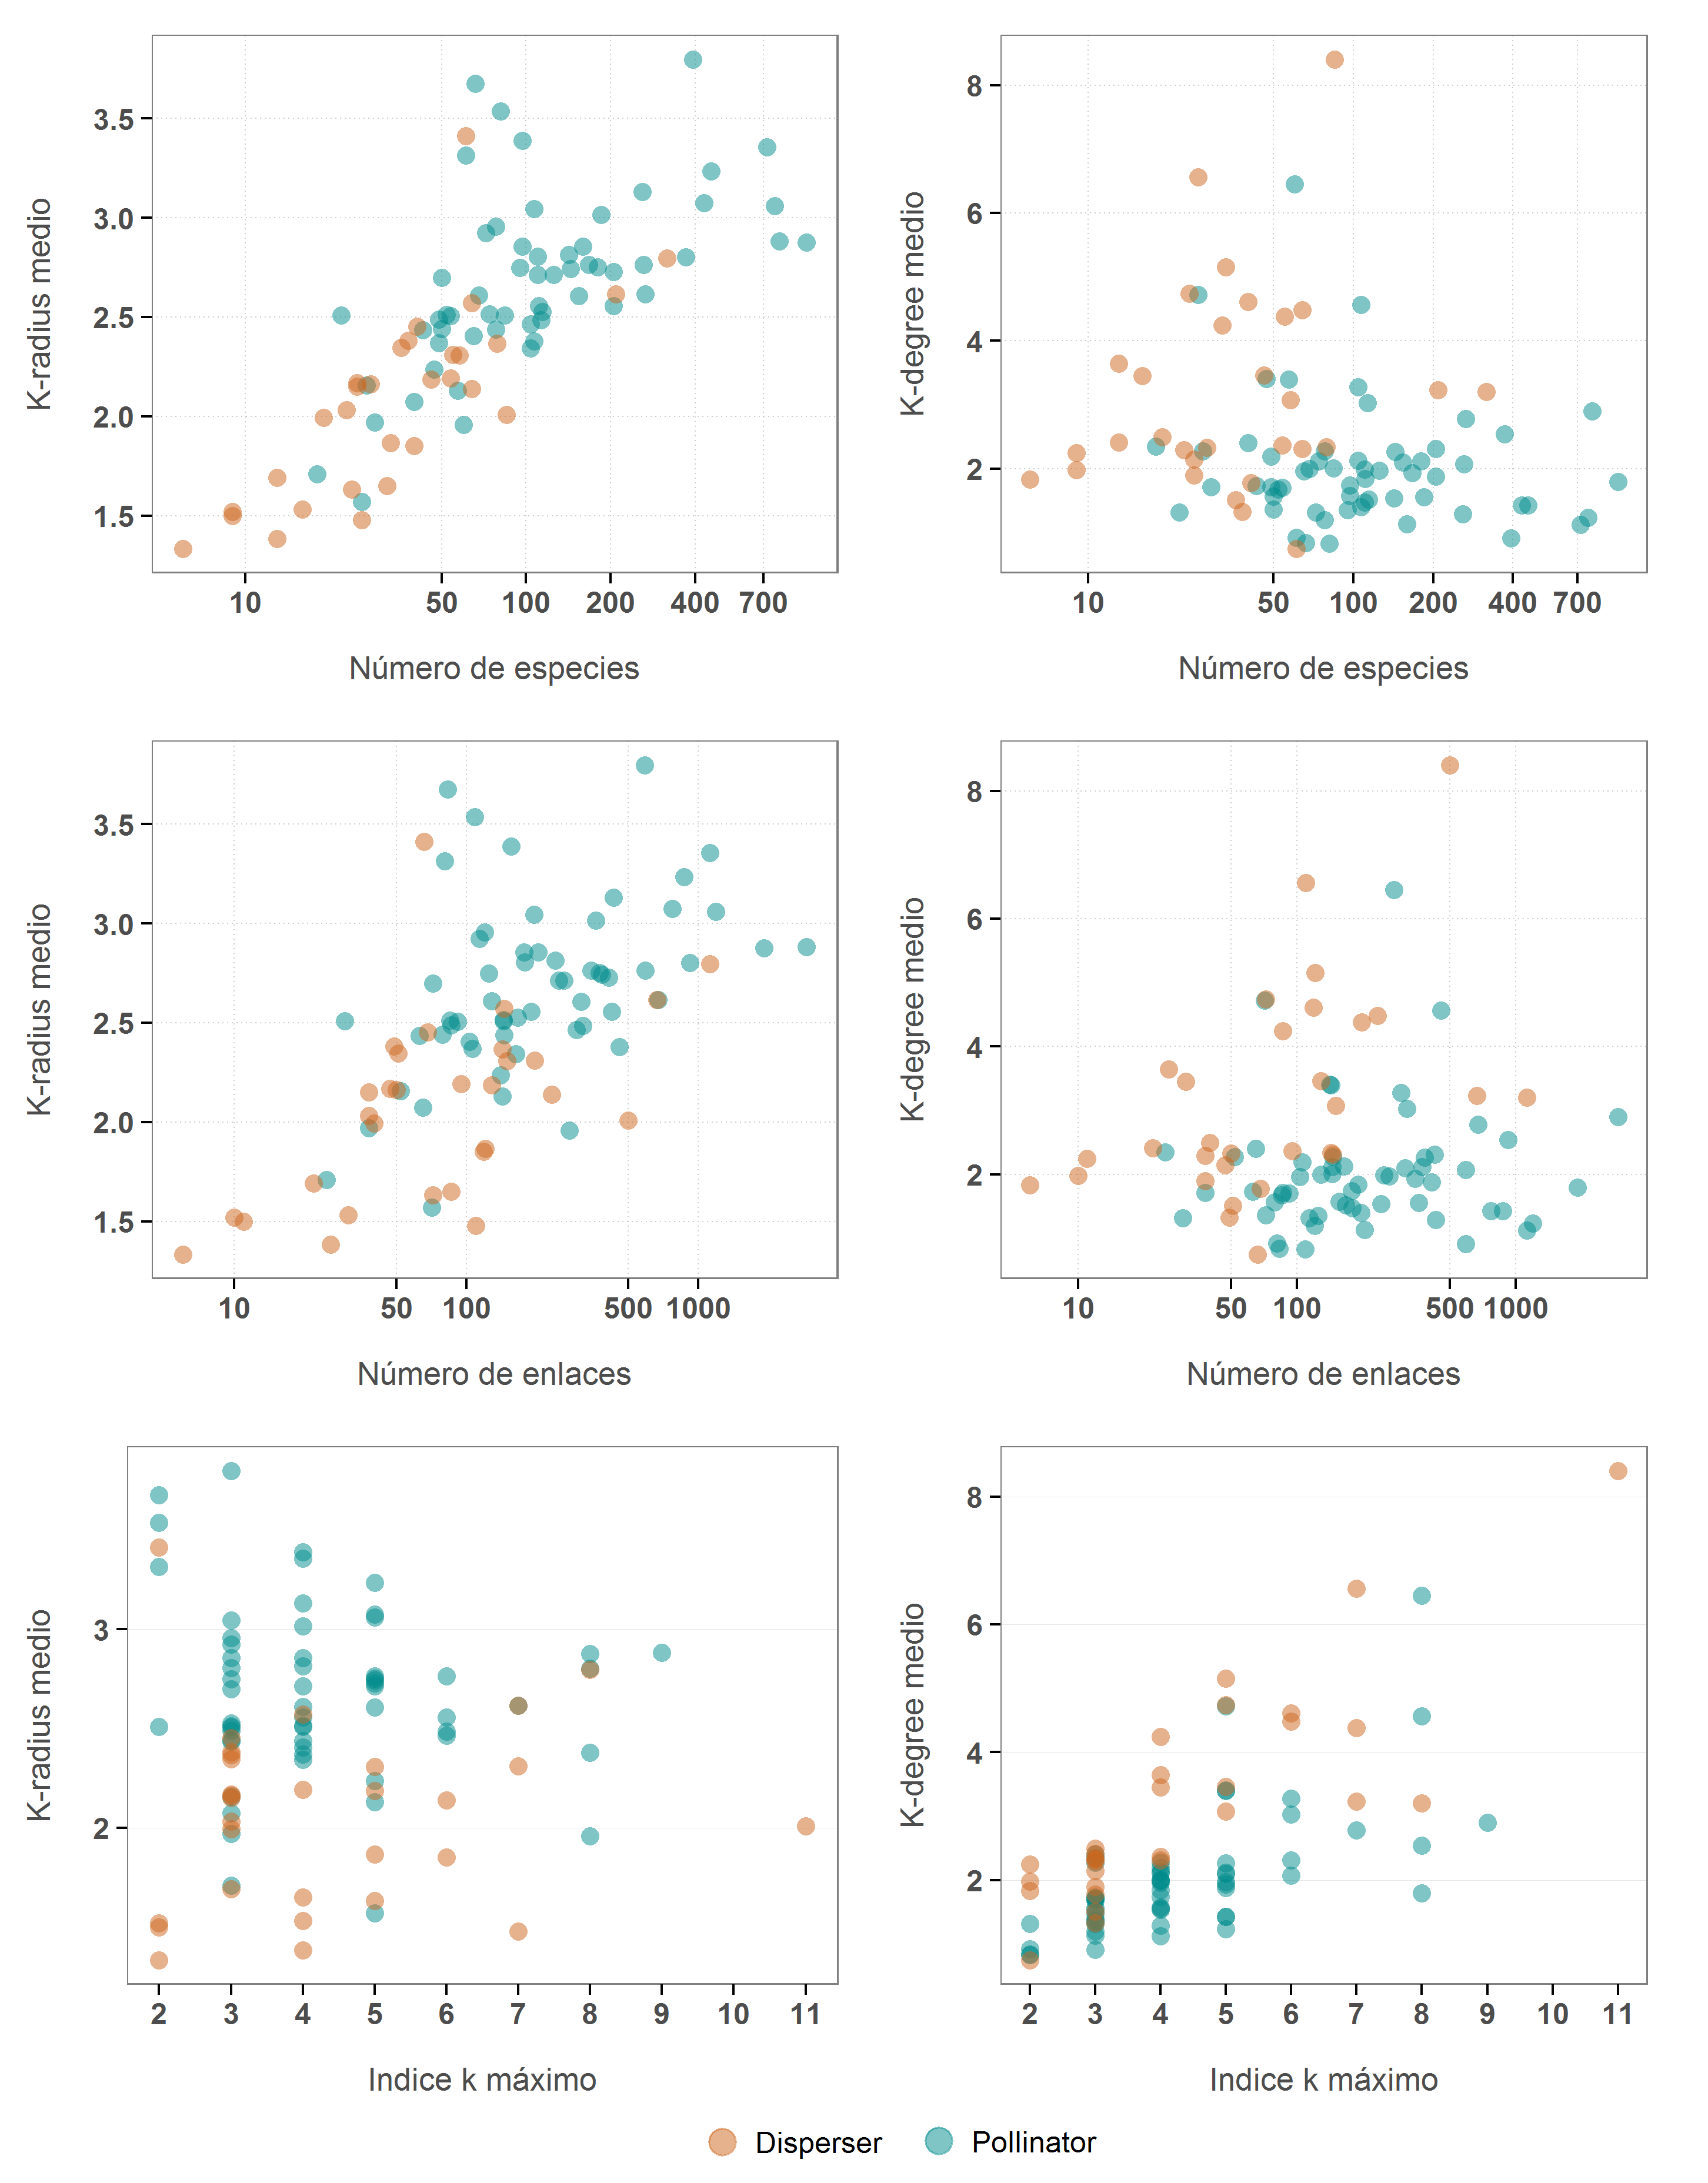 K-radius medio
3.5
3.0
2.5
2.0
1.5
10 50 100 200 400 700
Número de especies
K-degree medio
8
6
4
2
10 50 100 200 400 700
Número de especies
K-radius medio
3.5
3.0
2.5
2.0
1.5
10 50 100 500 1000
Número de enlaces
K-degree medio
8
6
4
2
10 50 100 500 1000
Número de enlaces
K-radius medio
3
2
2 3 4 5 6 7 8 9 10 11
Indice k máximo
K-degree medio
8
6
4
2
2 3 4 5 6 7 8 9 10 11
Indice k máximo
Disperser Pollinator